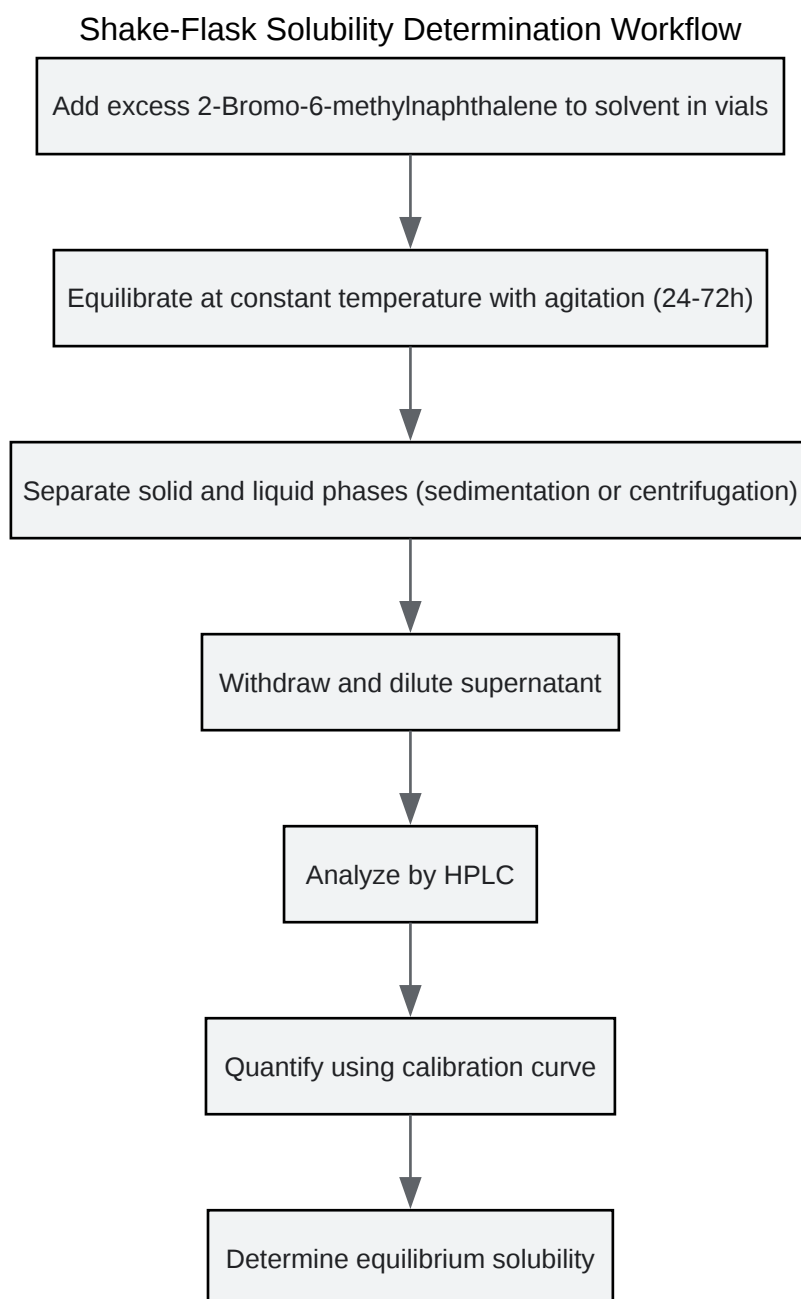 Shake-Flask Solubility Determination Workflow
Add excess 2-Bromo-6-methylnaphthalene to solvent in vials
Equilibrate at constant temperature with agitation (24-72h)
Separate solid and liquid phases (sedimentation or centrifugation)
Withdraw and dilute supernatant
Analyze by HPLC
Quantify using calibration curve
Determine equilibrium solubility